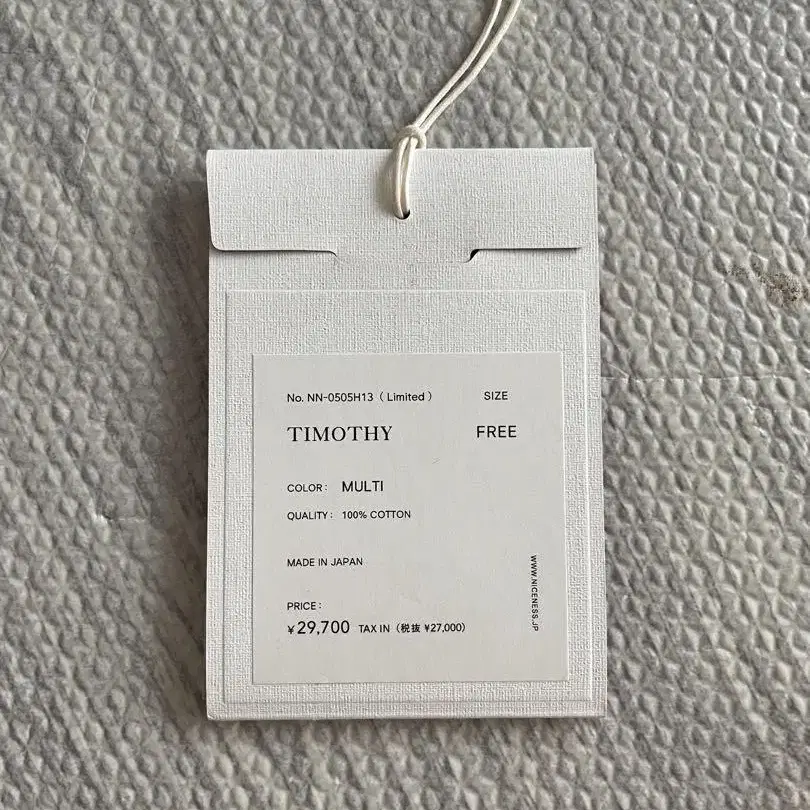 No. NN-0505H13 ( Limited )
SIZE
TIMOTHY
FREE
COLOR : MULTI
QUALITY : 100% COTTON
MADE IN JAPAN
PRICE :
¥29,700 TAX IN (税抜 ¥27,000)
WWW.NICENESS.JP